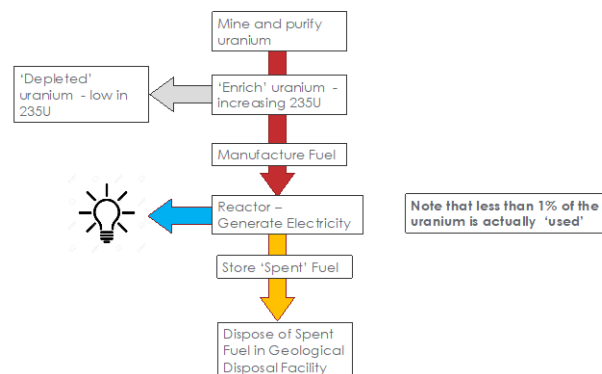 Mine and purify
uranium
'Depleted'
uranium - low in
235U
'Enrich' uranium -
increasing 235U
Manufacture Fuel
Reactor –
Generate Electricity
Note that less than 1% of the
uranium is actually 'used'
Store 'Spent' Fuel
Dispose of Spent
Fuel in Geological
Disposal Facility